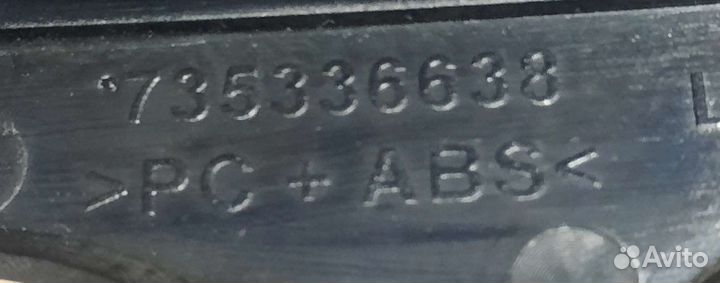 735336638
L
>PC + ABS<
Avito